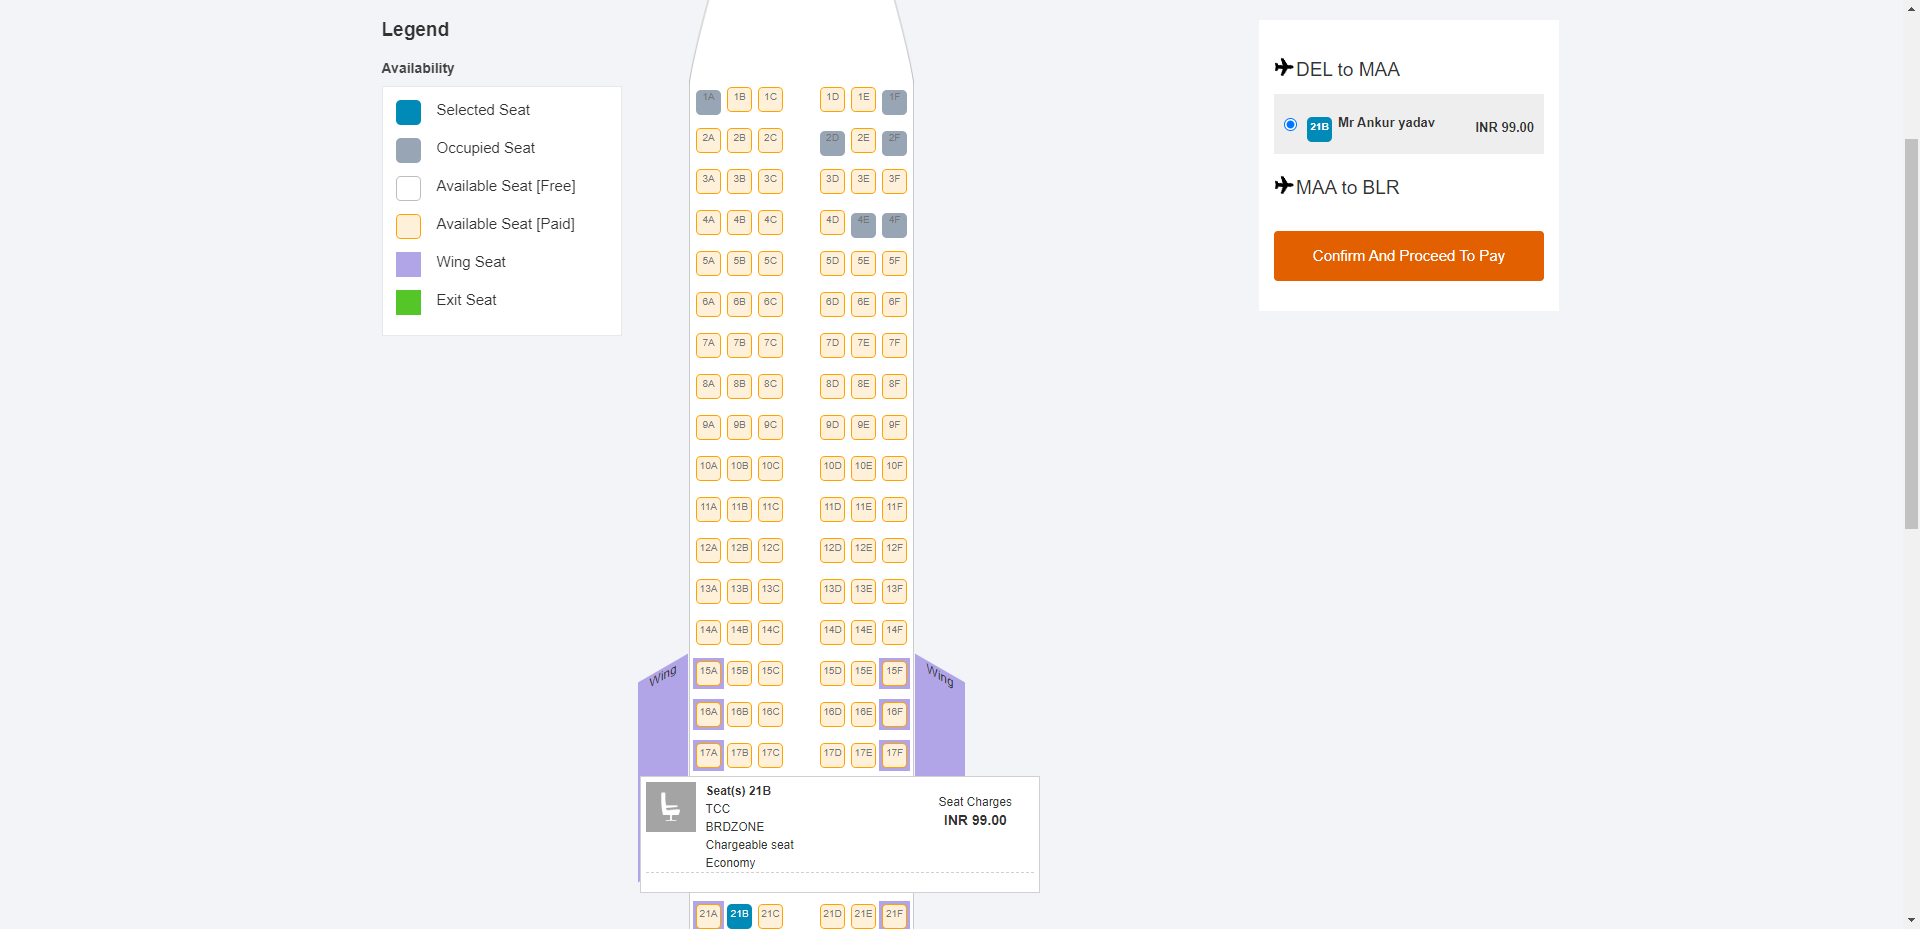 Legend
Availability
Selected Seat
Occupied Seat
Available Seat [Free]
Available Seat [Paid]
Wing Seat
Exit Seat
1A 1B 1C 1D 1E 1F
2A 2B 2C 2D 2E 2F
3A 3B 3C 3D 3E 3F
4A 4B 4C 4D 4E 4F
5A 5B 5C 5D 5E 5F
6A 6B 6C 6D 6E 6F
7A 7B 7C 7D 7E 7F
8A 8B 8C 8D 8E 8F
9A 9B 9C 9D 9E 9F
10A 10B 10C 10D 10E 10F
11A 11B 11C 11D 11E 11F
12A 12B 12C 12D 12E 12F
13A 13B 13C 13D 13E 13F
14A 14B 14C 14D 14E 14F
Wing 15A 15B 15C 15D 15E 15F Wing
16A 16B 16C 16D 16E 16F
17A 17B 17C 17D 17E 17F
Seat(s) 21B
TCC
BRDZONE
Chargeable seat
Economy
Seat Charges
INR 99.00
21A 21B 21C 21D 21E 21F
DEL to MAA
21B Mr Ankur yadav INR 99.00
MAA to BLR
Confirm And Proceed To Pay